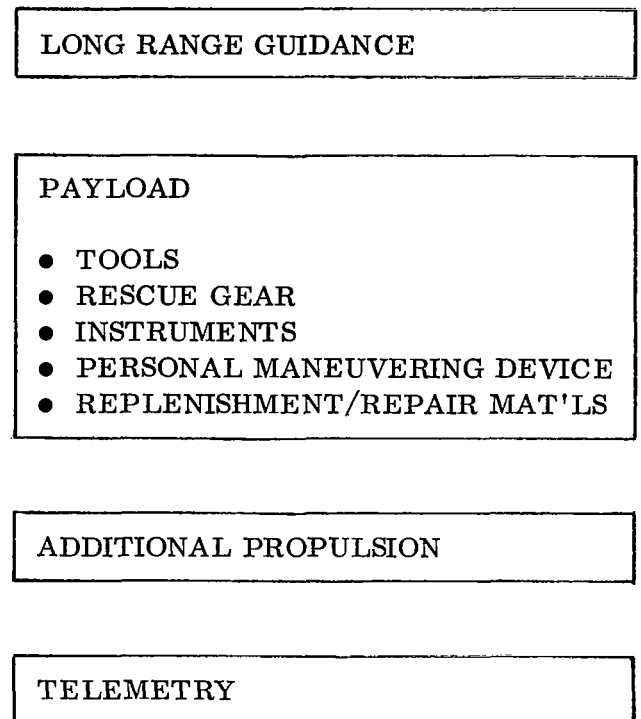 LONG RANGE GUIDANCE
PAYLOAD
● TOOLS
● RESCUE GEAR
● INSTRUMENTS
● PERSONAL MANEUVERING DEVICE
● REPLENISHMENT/REPAIR MAT'LS
ADDITIONAL PROPULSION
TELEMETRY